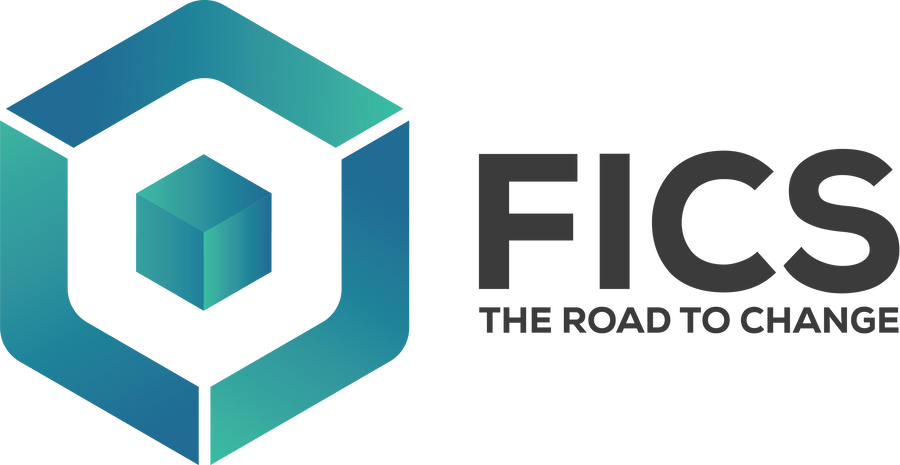 FICS
THE ROAD TO CHANGE